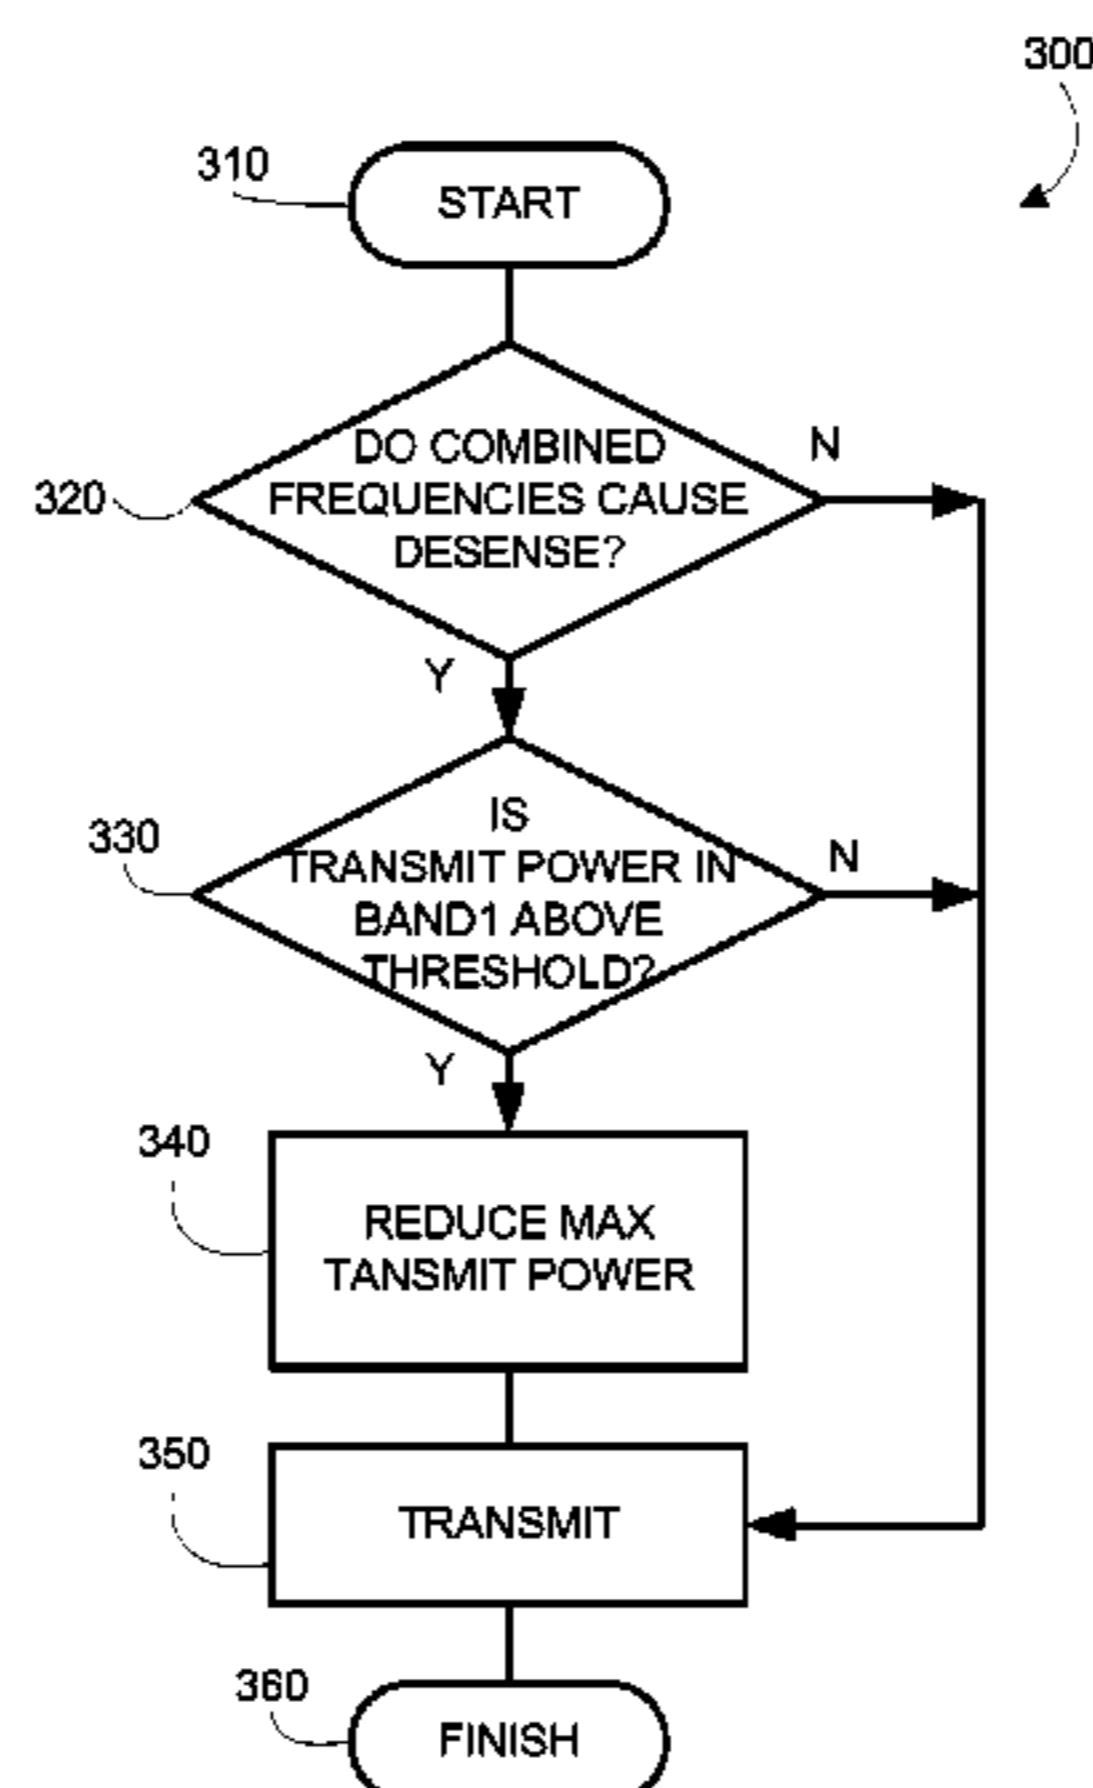 300
310
START
DO COMBINED
FREQUENCIES CAUSE
DESENSE?
N
320
Y
IS
TRANSMIT POWER IN
BAND1 ABOVE
THRESHOLD?
N
330
Y
340
REDUCE MAX
TANSMIT POWER
350
TRANSMIT
360
FINISH